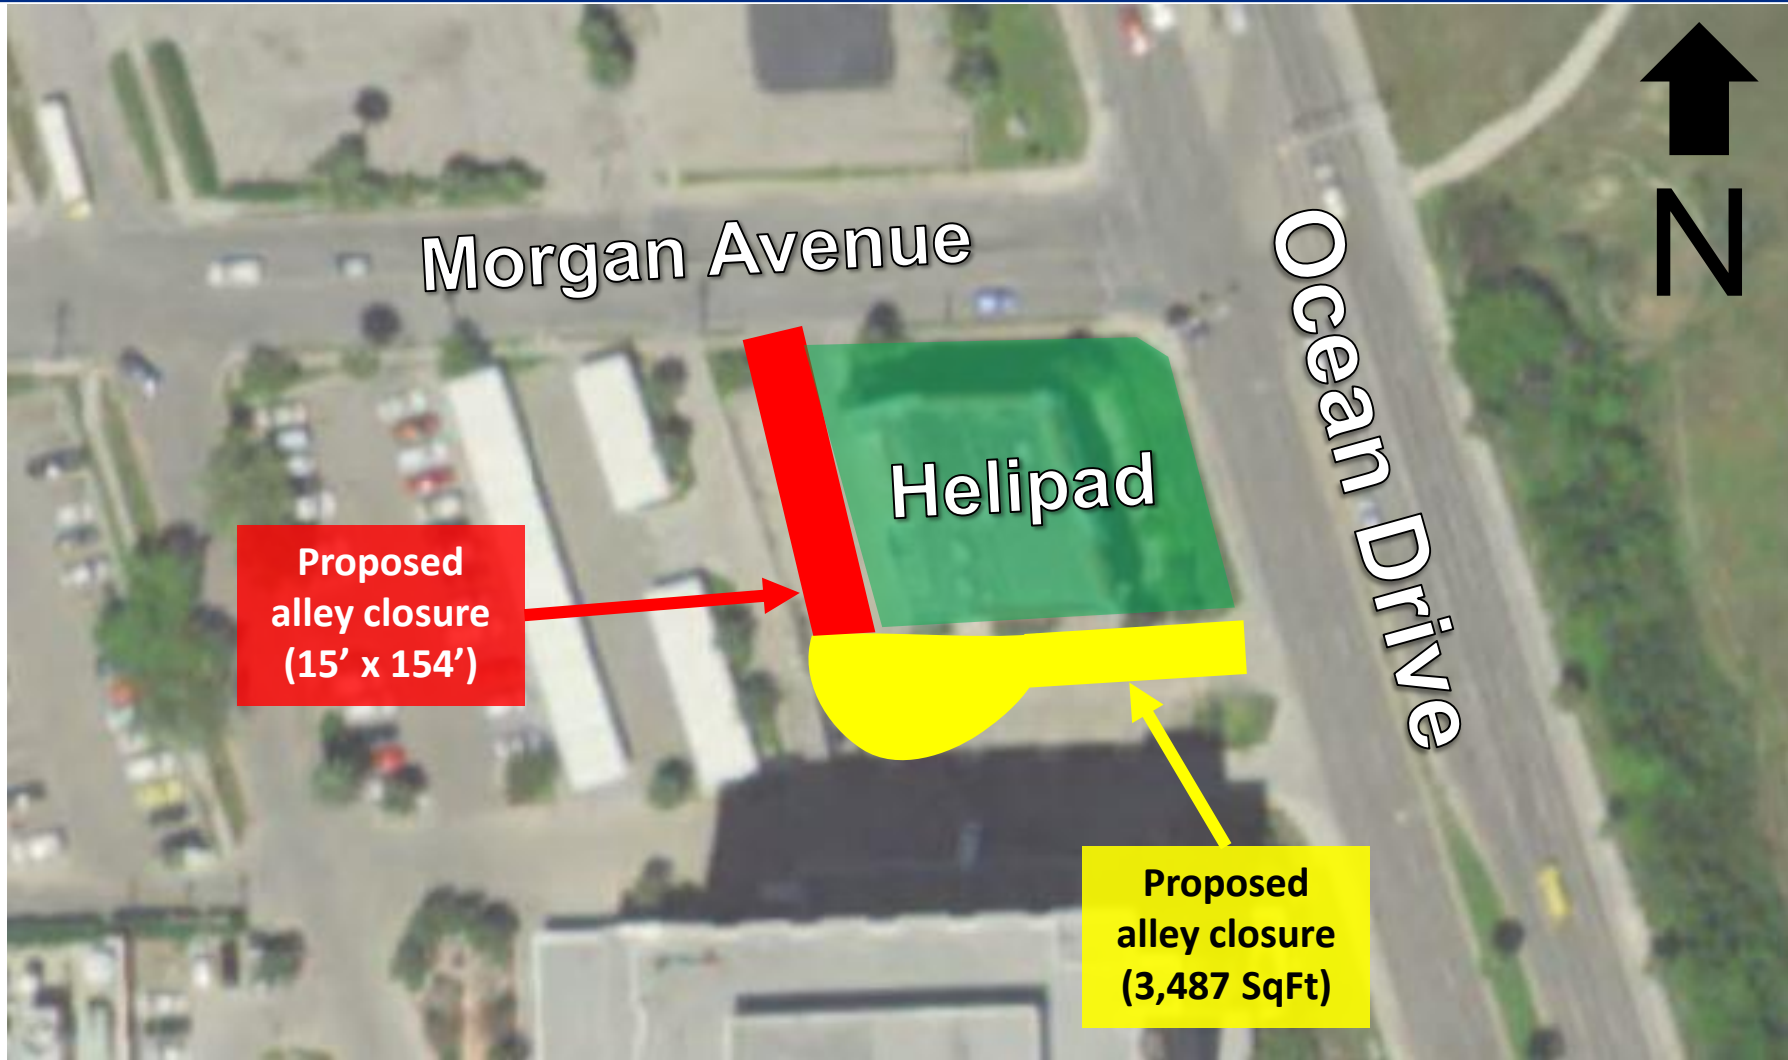 N
Morgan Avenue
Ocean Drive
Helipad
Proposed
alley closure
(15’ x 154’)
Proposed
alley closure
(3,487 SqFt)